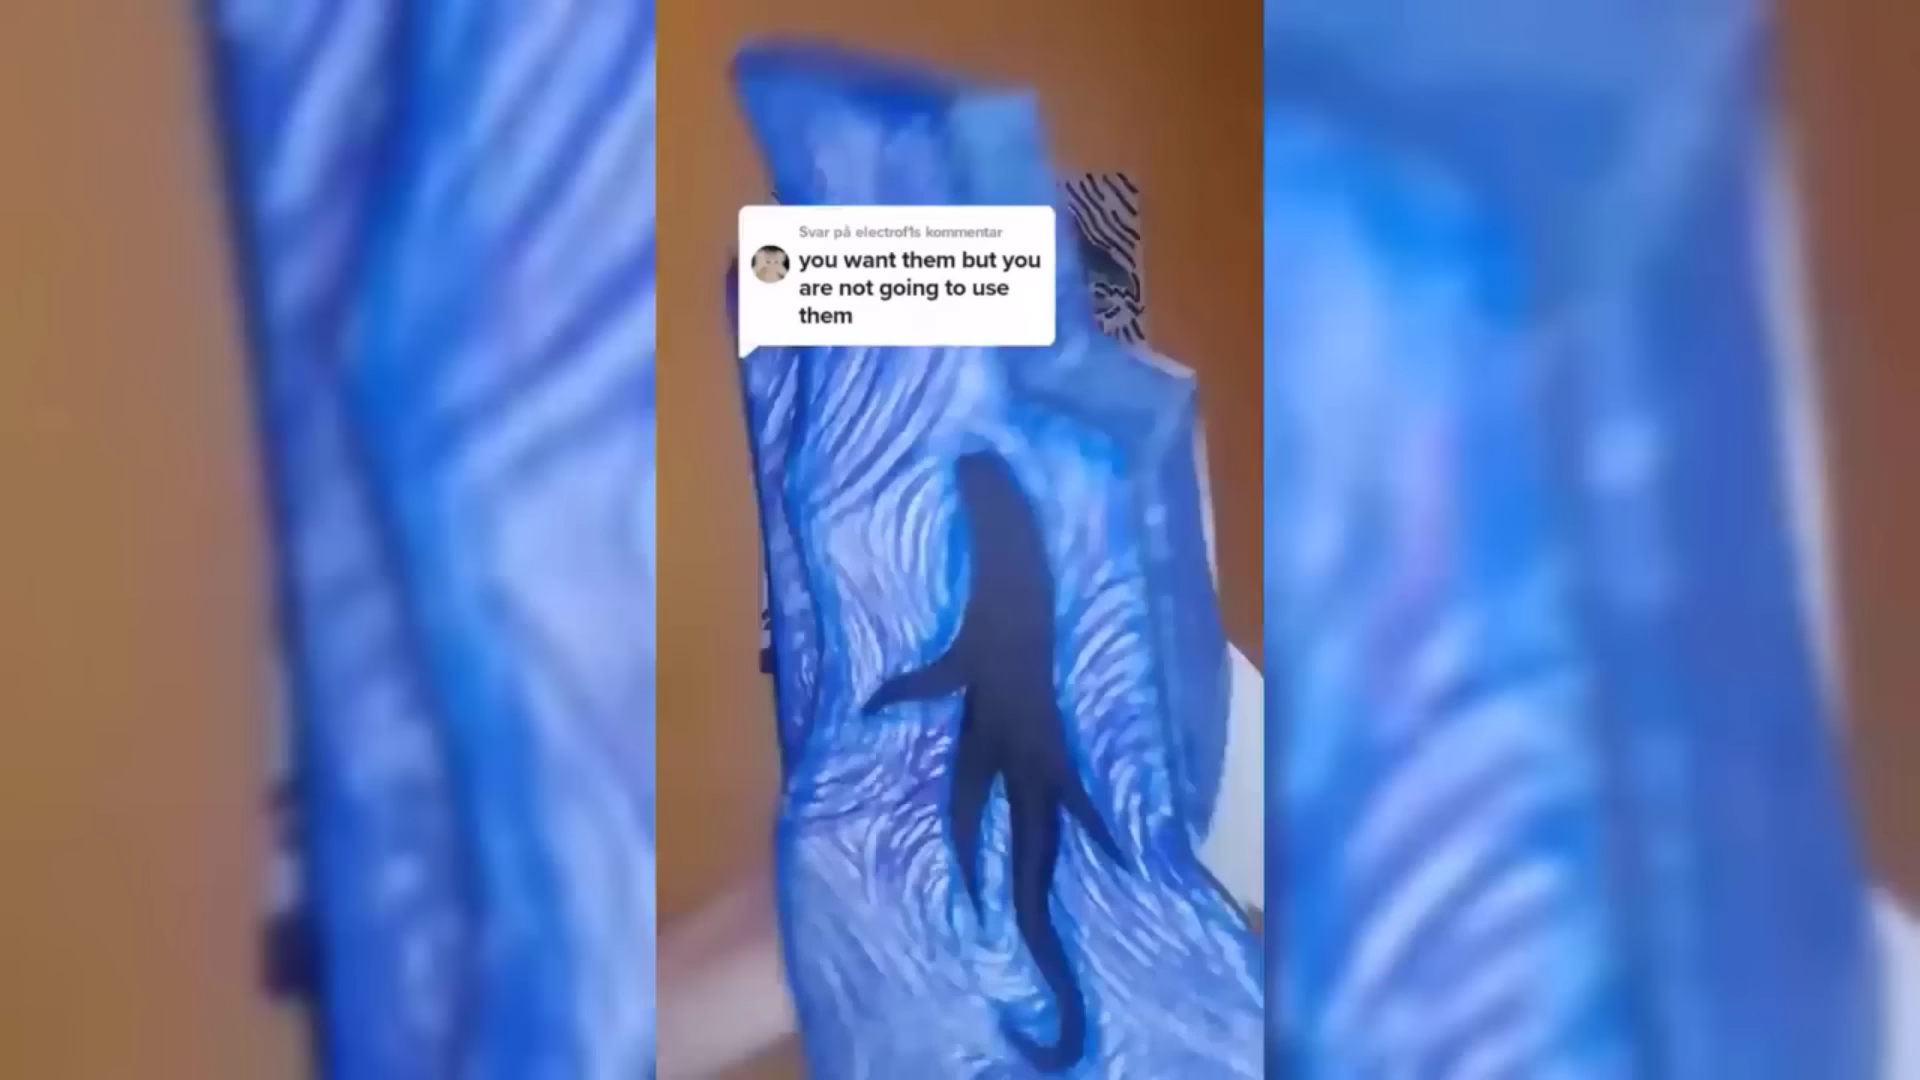 Svar på electrof1s kommentar
you want them but you
are not going to use
them